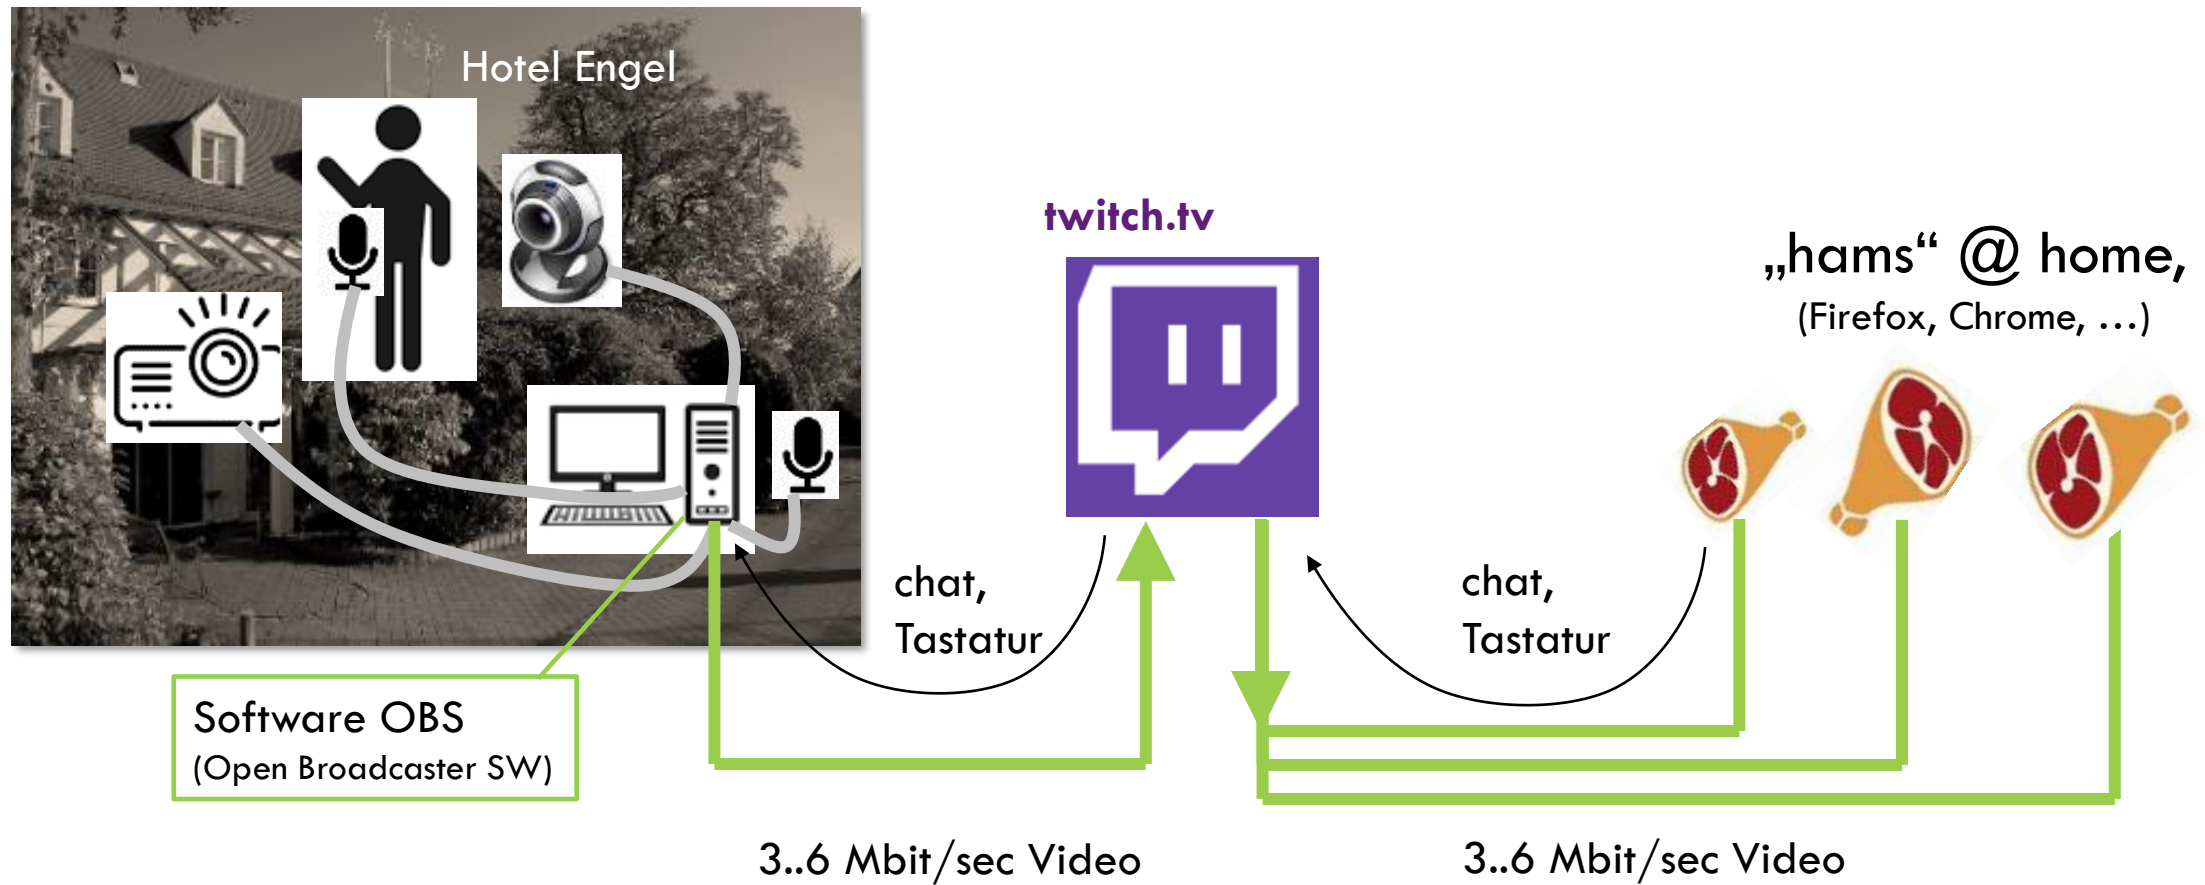 Hotel Engel
twitch.tv
„hams“ @ home,
(Firefox, Chrome, ...)
chat,
Tastatur
chat,
Tastatur
Software OBS
(Open Broadcaster SW)
3..6 Mbit/sec Video
3..6 Mbit/sec Video